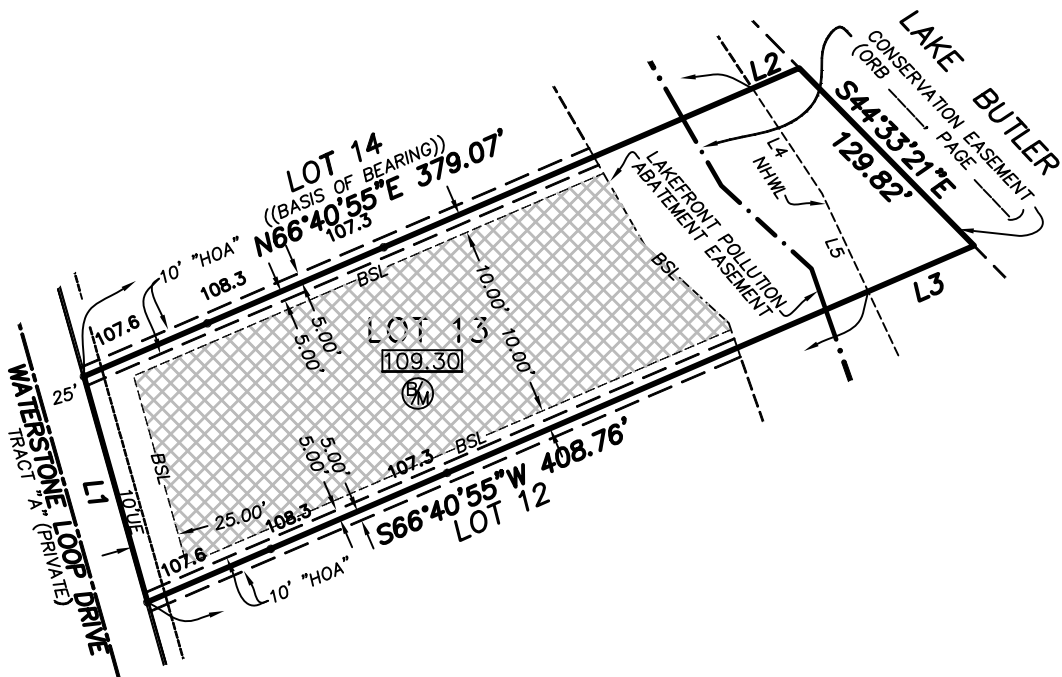 LAKE BUTLER
CONSERVATION EASEMENT
(ORB ——, PAGE ——)
L2
S44°33'21"E
129.82'
L4
NHWL
L5
L3
LOT 14
((BASIS OF BEARING))
N66°40'55"E 379.07'
107.3
10' "HOA"
108.3
107.6
LAKEFRONT POLLUTION
ABATEMENT EASEMENT
BSL
BSL
10.00'
5.00'
5.00'
LOT 13
109.30
B/M
10.00'
25'
WATERSTONE LOOP DRIVE
TRACT "A" (PRIVATE)
L1
10'UE
BSL
25.00'
5.00'
5.00'
107.3
BSL
108.3
107.6
S66°40'55"W 408.76'
LOT 12
10' "HOA"